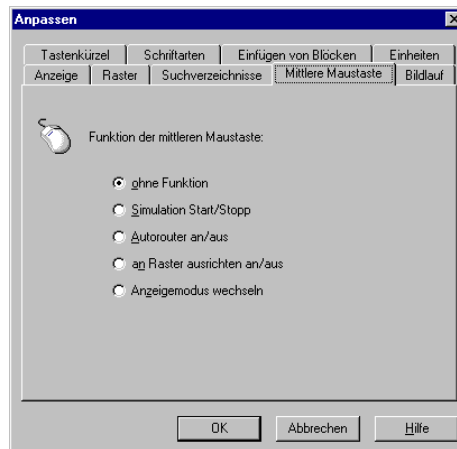 Anpassen
Tastenkürzel Schriftarten Einfügen von Blöcken Einheiten
Anzeige Raster Suchverzeichnisse Mittlere Maustaste Bildlauf
Funktion der mittleren Maustaste:
ohne Funktion
Simulation Start/Stopp
Autorouter an/aus
an Raster ausrichten an/aus
Anzeigemodus wechseln
OK Abbrechen Hilfe